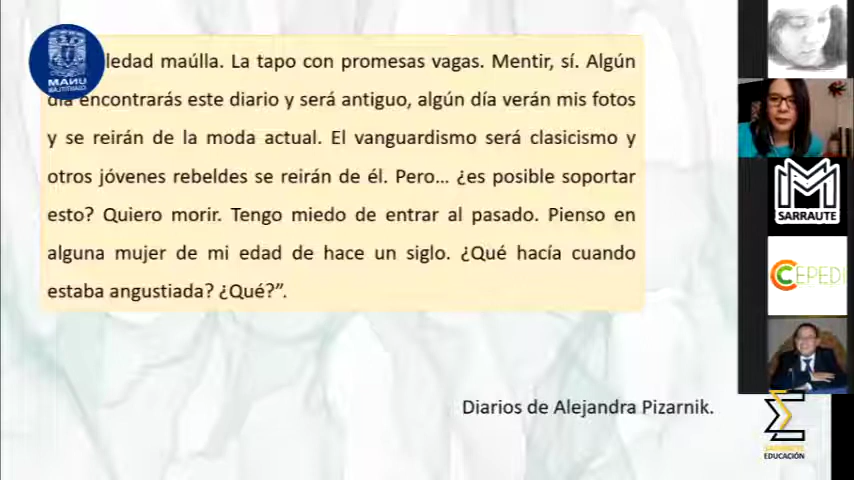 ledad maúlla. La tapo con promesas vagas. Mentir, sí. Algún
día encontrarás este diario y será antiguo, algún día verán mis fotos
y se reirán de la moda actual. El vanguardismo será clasicismo y
otros jóvenes rebeldes se reirán de él. Pero... ¿es posible soportar
esto? Quiero morir. Tengo miedo de entrar al pasado. Pienso en
alguna mujer de mi edad de hace un siglo. ¿Qué hacía cuando
estaba angustiada? ¿Qué?”.
Diarios de Alejandra Pizarnik.
UNAM
SARRAUTE
CEPEDI
EDUCACIÓN